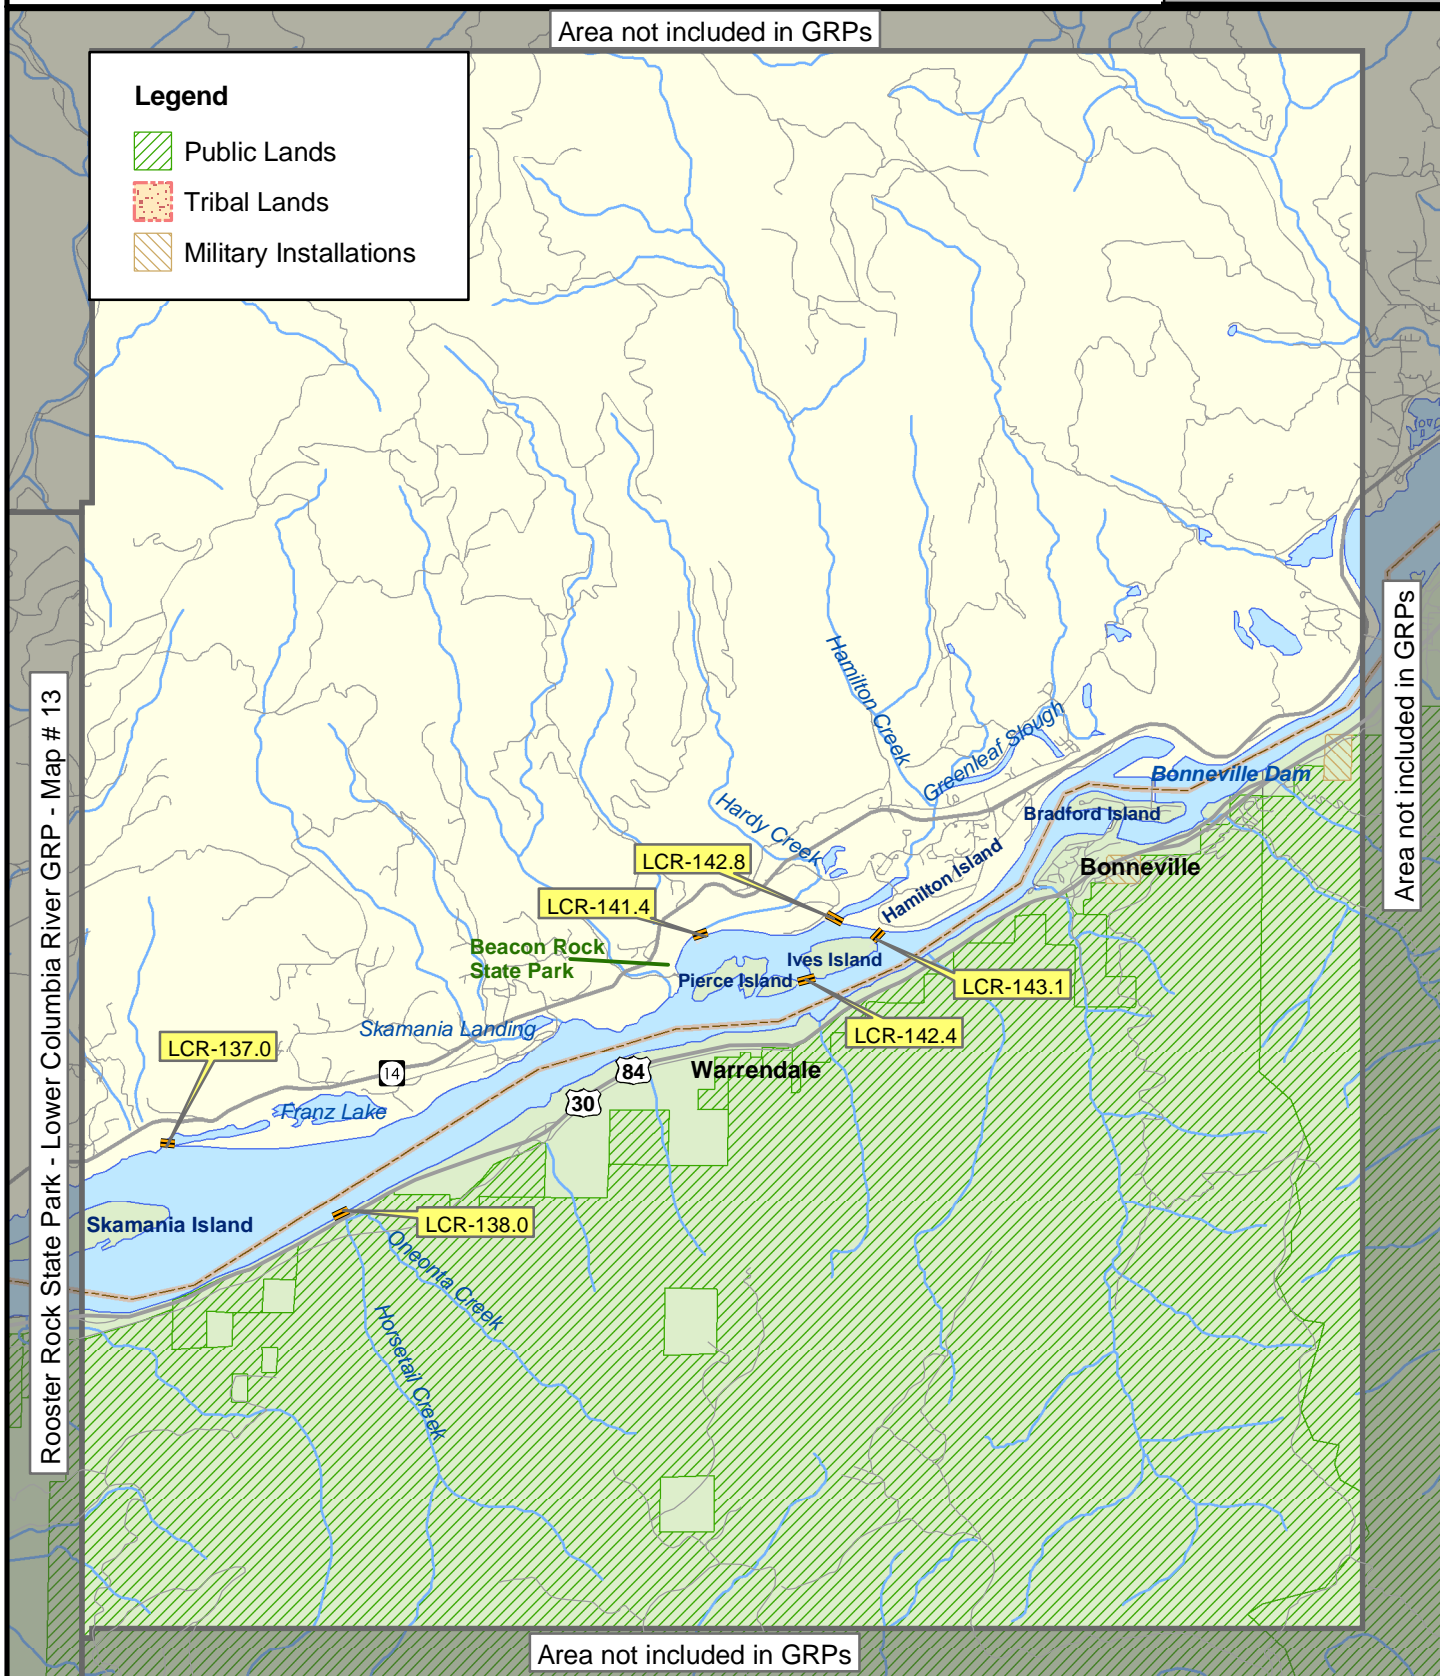 Area not included in GRPs
Legend
Public Lands
Tribal Lands
Military Installations
Rooster Rock State Park - Lower Columbia River GRP - Map # 13
Area not included in GRPs
Hamilton Creek
Greenleaf Slough
Bonneville Dam
Bradford Island
Hardy Creek
LCR-142.8
Hamilton Island
Bonneville
LCR-141.4
Beacon Rock
State Park
Ives Island
Pierce Island
LCR-143.1
Skamania Landing
LCR-142.4
LCR-137.0
14
84
Warrendale
30
Franz Lake
Skamania Island
LCR-138.0
Oneonta Creek
Horsetail Creek
Area not included in GRPs